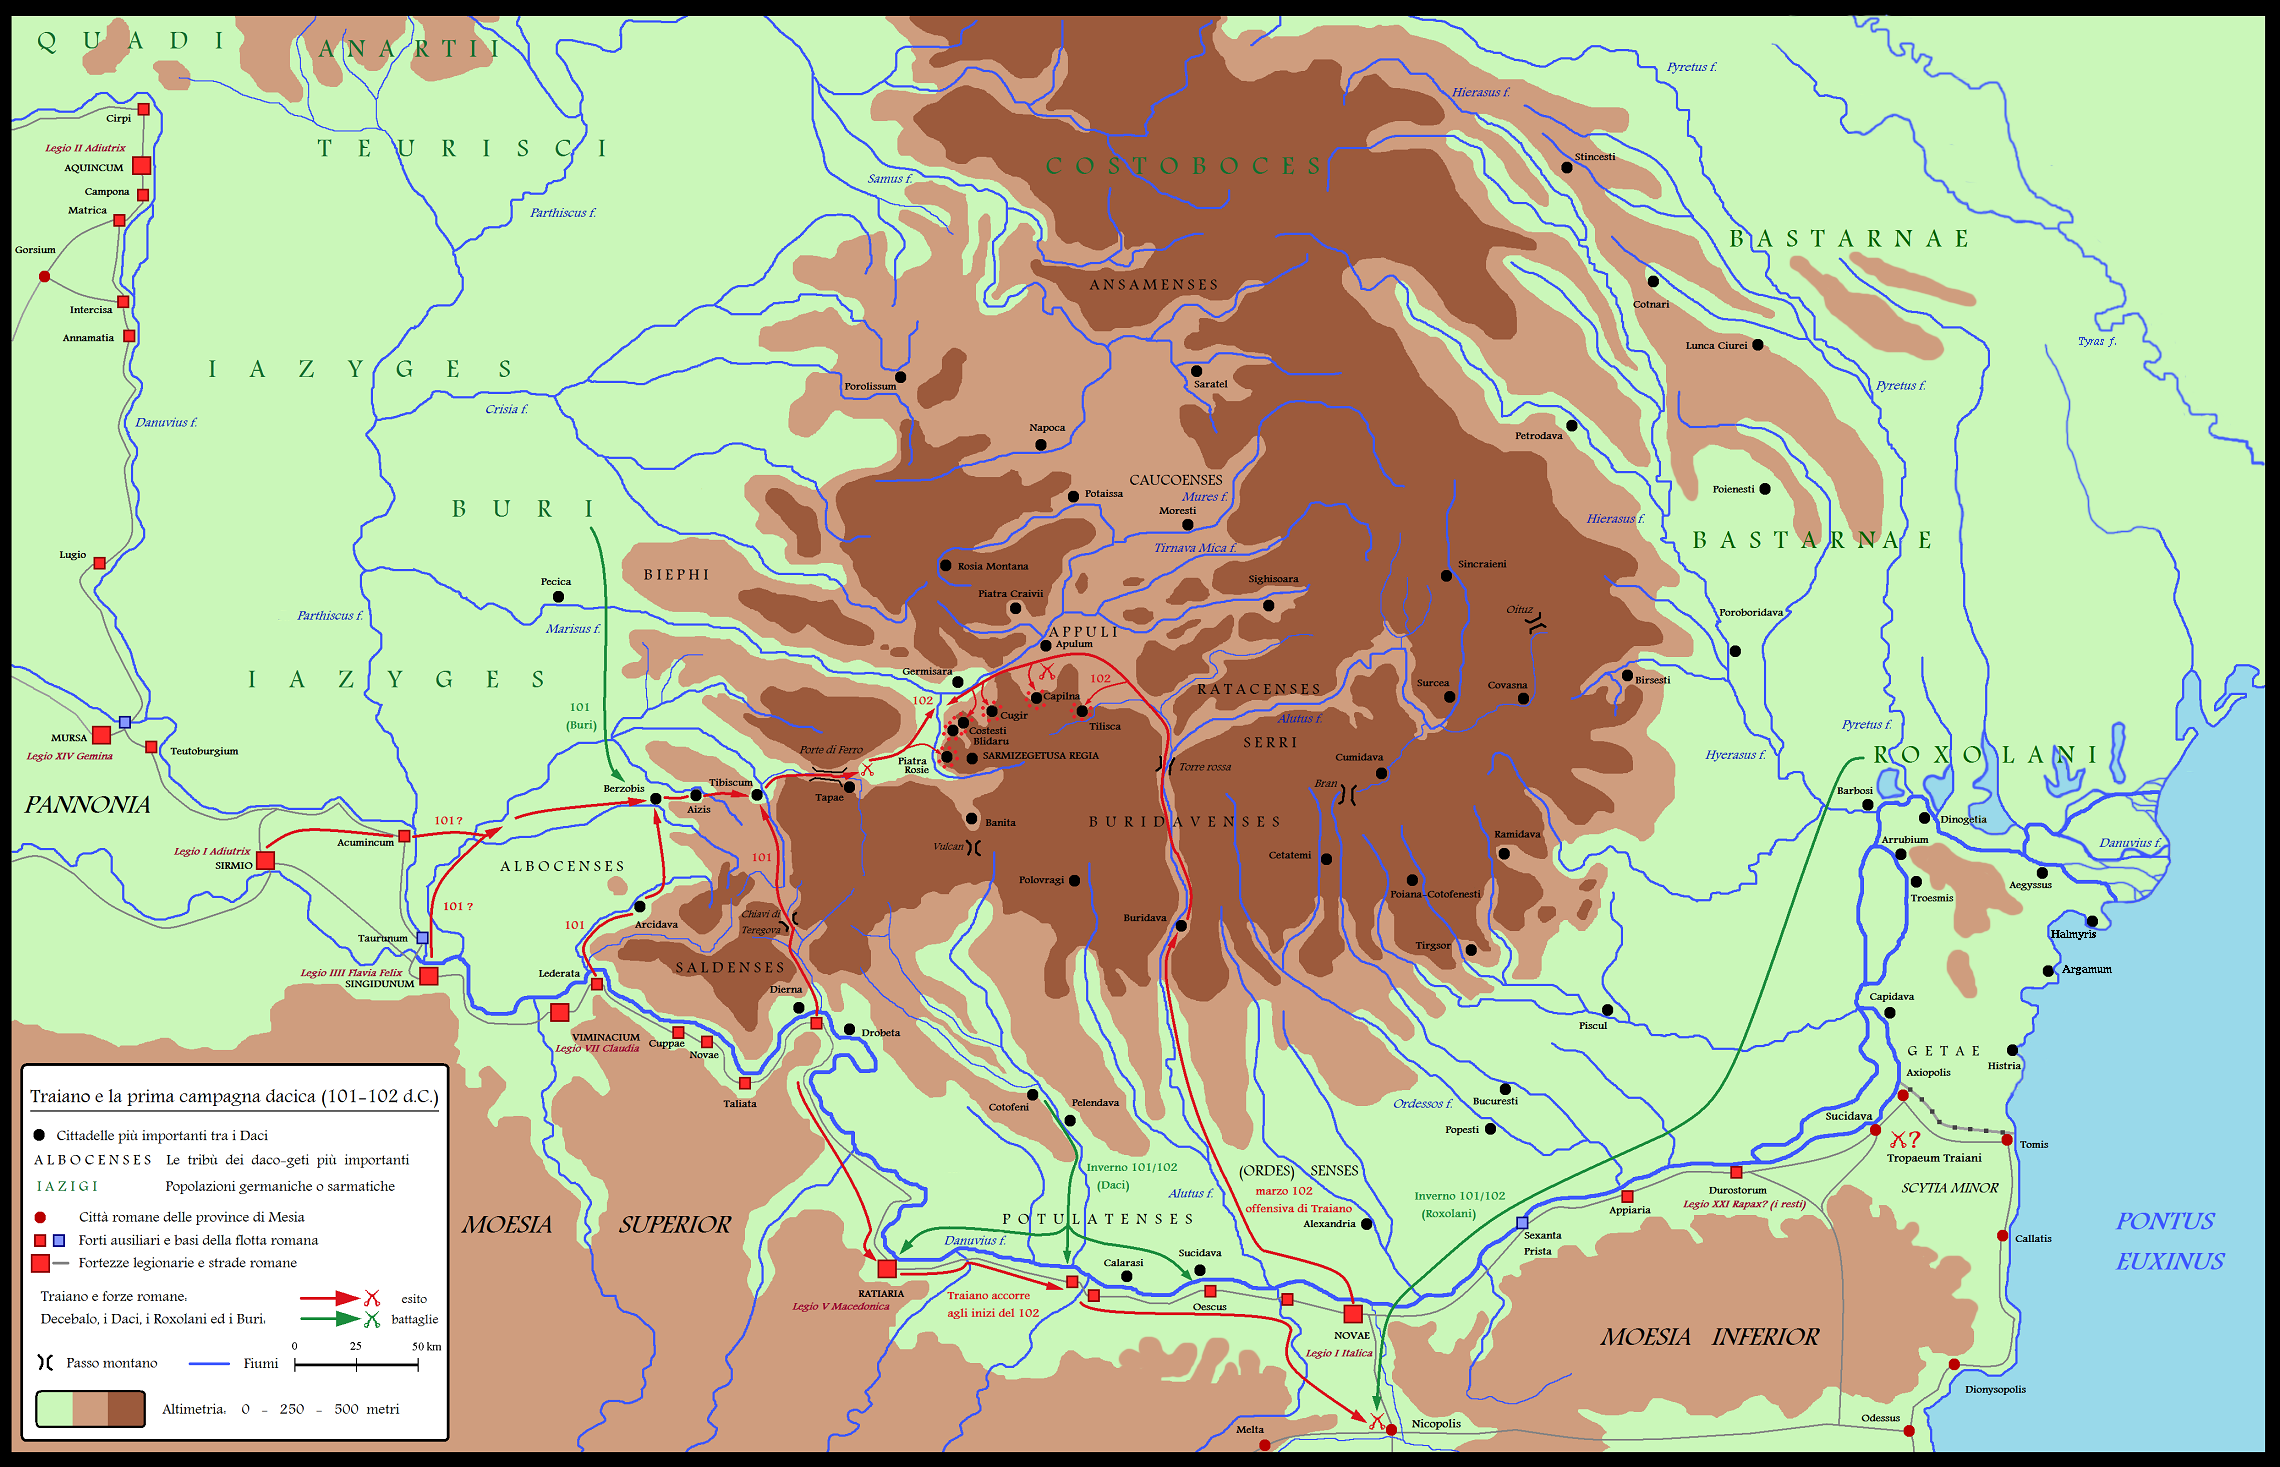 QUADI
ANARTII
Pyretus f.
Hierasus f.
Cirpi
Legio II Adiutrix
AQUINCUM
TEURISCI
COSTOBOCES
Stincesti
Campona
Samus f.
Matrica
Parthiscus f.
Gorsium
BASTARNAE
ANSAMENSES
Cotnari
Intercisa
Annamatia
Tyras f.
Lunca Ciurei
IAZYGES
Porolissum
Saratel
Pyretus f.
Crisia f.
Danuvius f.
Napoca
Petrodava
CAUCOENSES
Mures f.
Potaissa
Poienesti
BURI
Moresti
Hierasus f.
Tirnava Mica f.
BASTARNAE
Lugio
BIEPHI
Rosia Montana
Sincraieni
Pecica
Sighisoara
Piatra Craivii
Oituz
Poroboridava
Parthiscus f.
Marisus f.
APPULI
Apulum
Germisara
IAZYGES
102
Capilna
RATACENSES
Surcea
Covasna
Birsesti
101
(Buri)
102
Cugir
Tilisca
Alutus f.
Pyretus f.
MURSA
Legio XIV Gemina
Teutoburgium
Costesti
Blidaru
SERRI
Porte di Ferro
Piatra
Rosie
SARMIZEGETUSA REGIA
Cumidava
Hyerasus f.
ROXOLANI
Torre rossa
Bran
Berzobis
Tibiscum
Aizis
Tapae
Barbosi
PANNONIA
101 ?
Banita
BURIDAVENSES
Dinogetia
Acumincum
Vulcan
Ramidava
Arrubium
Danuvius f.
Legio I Adiutrix
SIRMIO
ALBOCENSES
101
Cetatemi
Aegyssus
Polovragi
Poiana-Cotofenesti
Troesmis
101 ?
Arcidava
Chiavi di
Teregova
Buridava
Halmyris
101
Taurunum
Tirgsor
Legio IIII Flavia Felix
SINGIDUNUM
Lederata
SALDENSES
Argamum
Dierna
Capidava
Piscul
VIMINACIUM
Legio VII Claudia
Cuppae
Novae
Drobeta
GETAE
Histria
Axiopolis
Taliata
Cotofeni
Pelendava
Ordessos f.
Bucuresti
Popesti
Sucidava
?
Tomis
Tropaeum Traiani
Inverno 101/102
(Daci)
(ORDES) SENSES
marzo 102
offensiva di Traiano
Alexandria
Alutus f.
Inverno 101/102
(Roxolani)
Durostorum
Legio XXI Rapax? (i resti)
SCYTIA MINOR
Appiaria
MOESIA SUPERIOR
POTULATENSES
Danuvius f.
PONTUS
EUXINUS
Callatis
Sexanta
Prista
Calarasi
Sucidava
RATIARIA
Legio V Macedonica
Traiano accorre
agli inizi del 102
Oescus
NOVAE
Legio I Italica
MOESIA INFERIOR
Dionysopolis
Melta
Nicopolis
Odessus
Traiano e la prima campagna dacica (101-102 d.C.)
Cittadelle più importanti tra i Daci
ALBOCENSES Le tribù dei daco-geti più importanti
IAZIGI Popolazioni germaniche o sarmatiche
Città romane delle province di Mesia
Forti ausiliari e basi della flotta romana
Fortezze legionarie e strade romane
Traiano e forze romane: esito
Decebalo, i Daci, i Roxolani ed i Buri: battaglie
0 25 50 km
Passo montano Fiumi
Altimetria: 0 - 250 - 500 metri